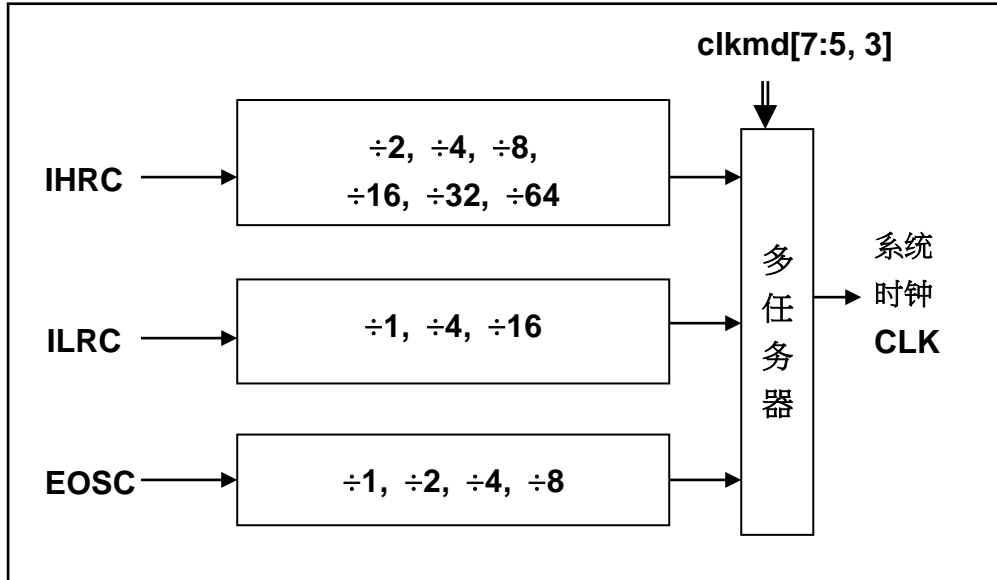 clkmd[7:5, 3]
IHRC
÷2, ÷4, ÷8,
÷16, ÷32, ÷64
ILRC
÷1, ÷4, ÷16
EOSC
÷1, ÷2, ÷4, ÷8
多
任
务
器
系统
时钟
CLK